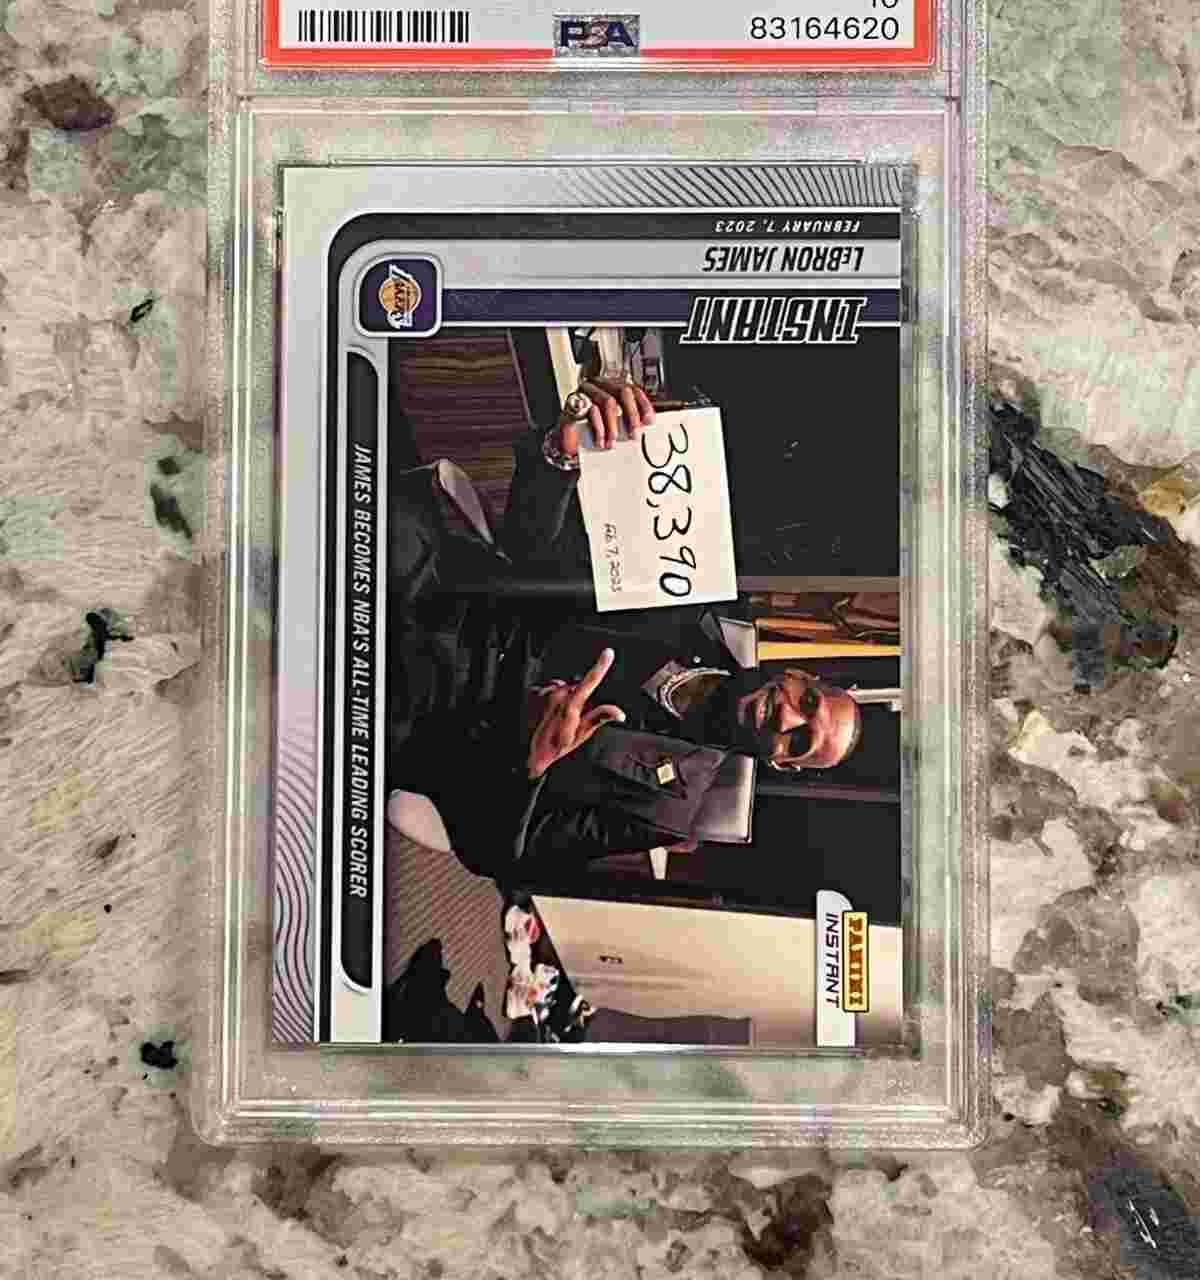 10
83164620
PSA
FEBRUARY 7, 2023
LEBRON JAMES
INSTANT
LAKERS
38,390
Feb 7, 2023
JAMES BECOMES NBA'S ALL-TIME LEADING SCORER
PANINI
INSTANT